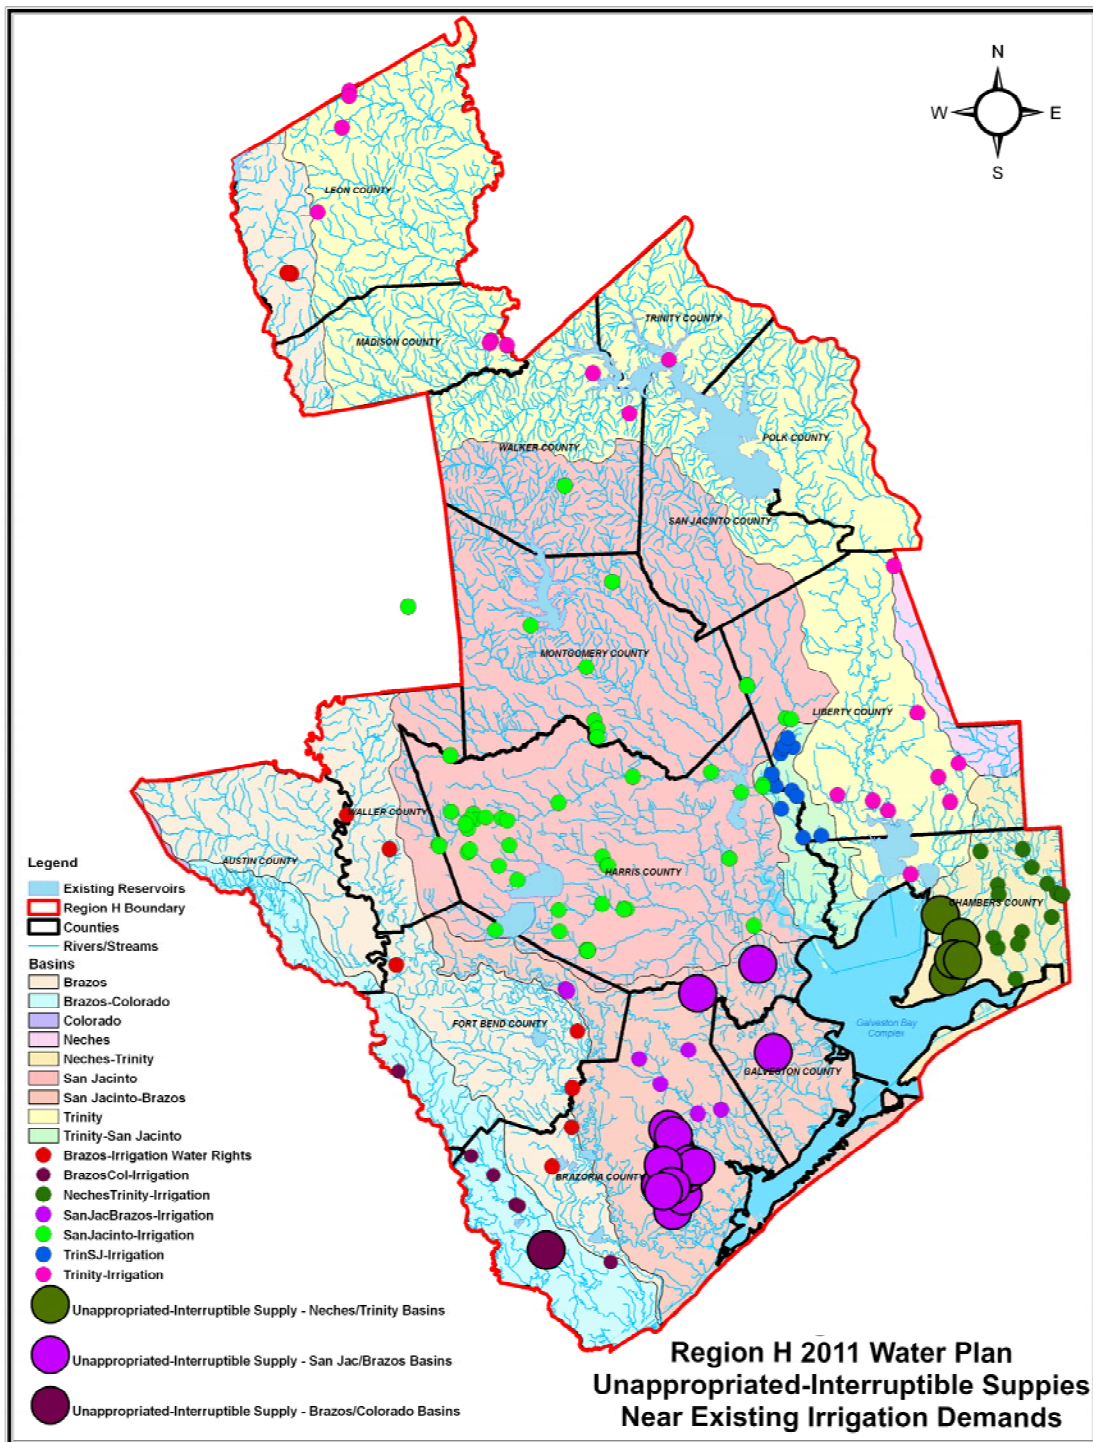 N
W E
S
LEON COUNTY
MADISON COUNTY
TRINITY COUNTY
WALKER COUNTY
POLK COUNTY
SAN JACINTO COUNTY
MONTGOMERY COUNTY
LIBERTY COUNTY
WALLER COUNTY
AUSTIN COUNTY
HARRIS COUNTY
CHAMBERS COUNTY
FORT BEND COUNTY
Galveston Bay
Complex
GALVESTON COUNTY
BRAZORIA COUNTY
Legend
Existing Reservoirs
Region H Boundary
Counties
Rivers/Streams
Basins
Brazos
Brazos-Colorado
Colorado
Neches
Neches-Trinity
San Jacinto
San Jacinto-Brazos
Trinity
Trinity-San Jacinto
Brazos-Irrigation Water Rights
BrazosCol-Irrigation
NechesTrinity-Irrigation
SanJacBrazos-Irrigation
SanJacinto-Irrigation
TrinSJ-Irrigation
Trinity-Irrigation
Unappropriated-Interruptible Supply - Neches/Trinity Basins
Unappropriated-Interruptible Supply - San Jac/Brazos Basins
Unappropriated-Interruptible Supply - Brazos/Colorado Basins
Region H 2011 Water Plan
Unappropriated-Interruptible Suppies
Near Existing Irrigation Demands